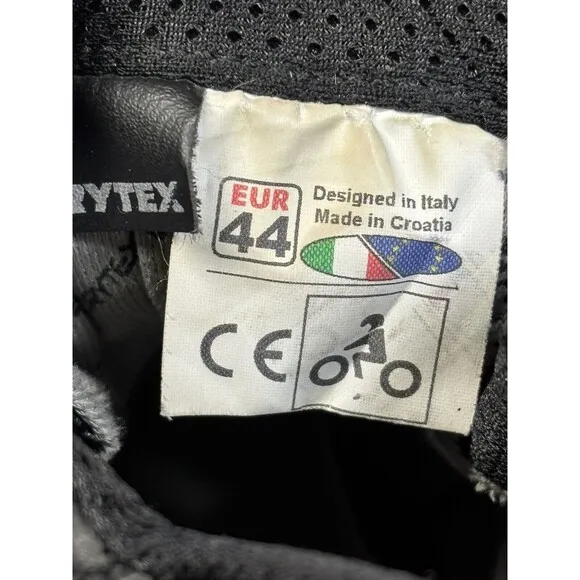 RYTEX
EUR
44
Designed in Italy
Made in Croatia
CE